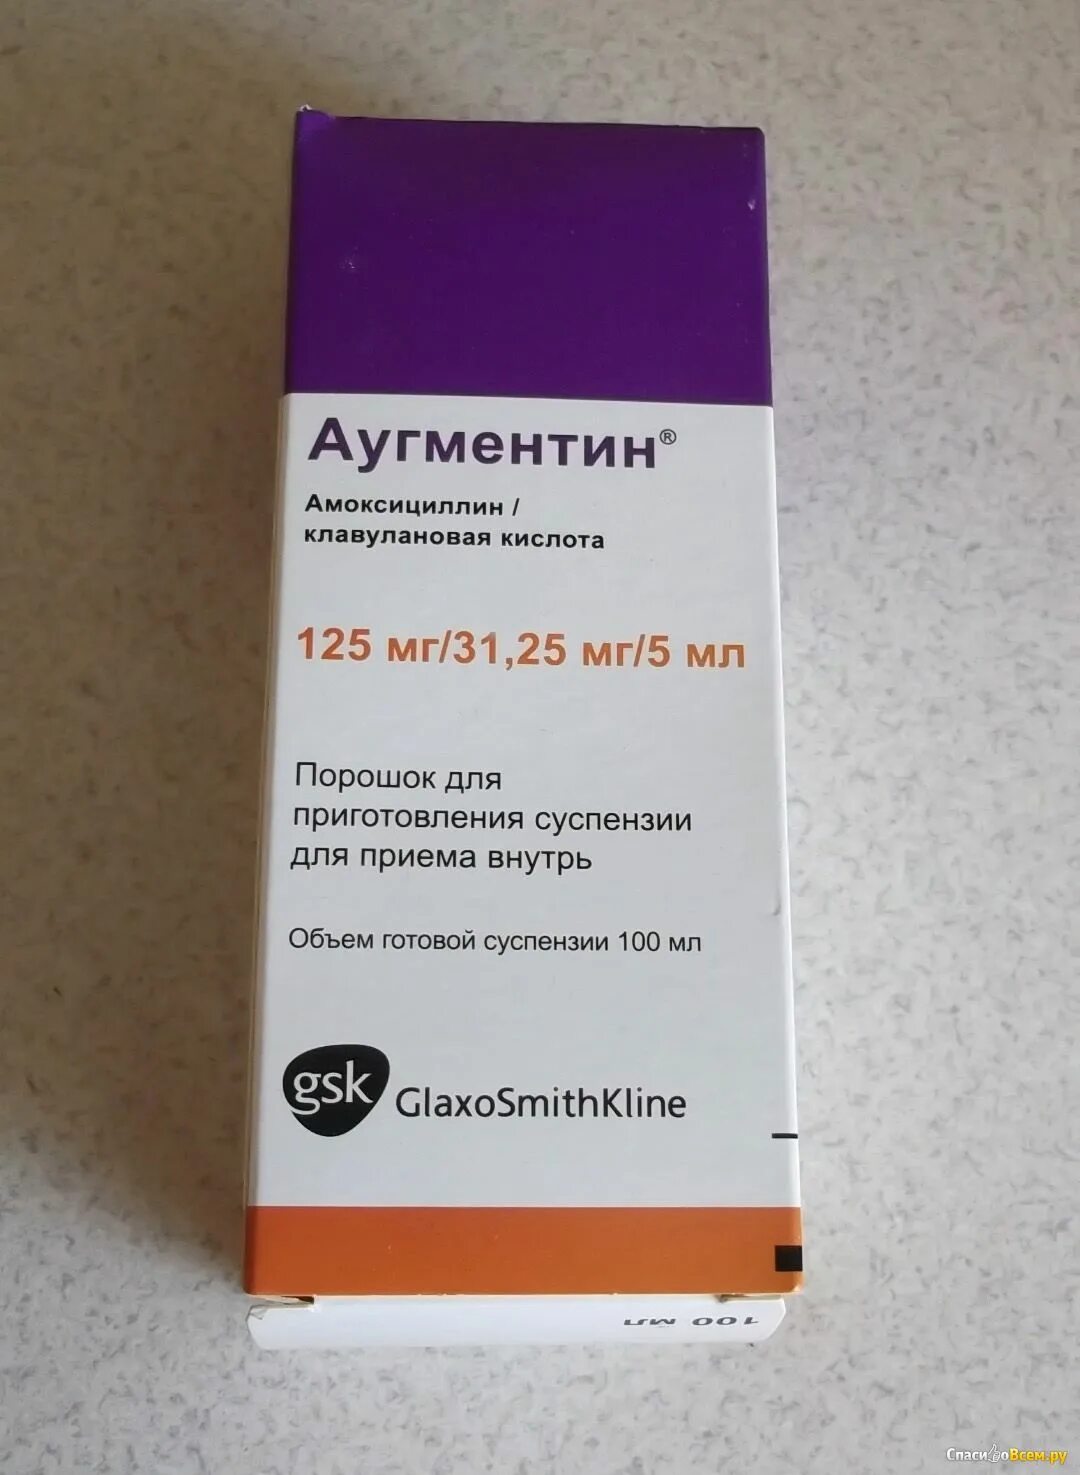 Аугментин®
Амоксициллин /
клавулановая кислота
125 мг/31,25 мг/5 мл
Порошок для
приготовления суспензии
для приема внутрь
Объем готовой суспензии 100 мл
gsk GlaxoSmithKline
100 мл
СпасибоВсем.ру